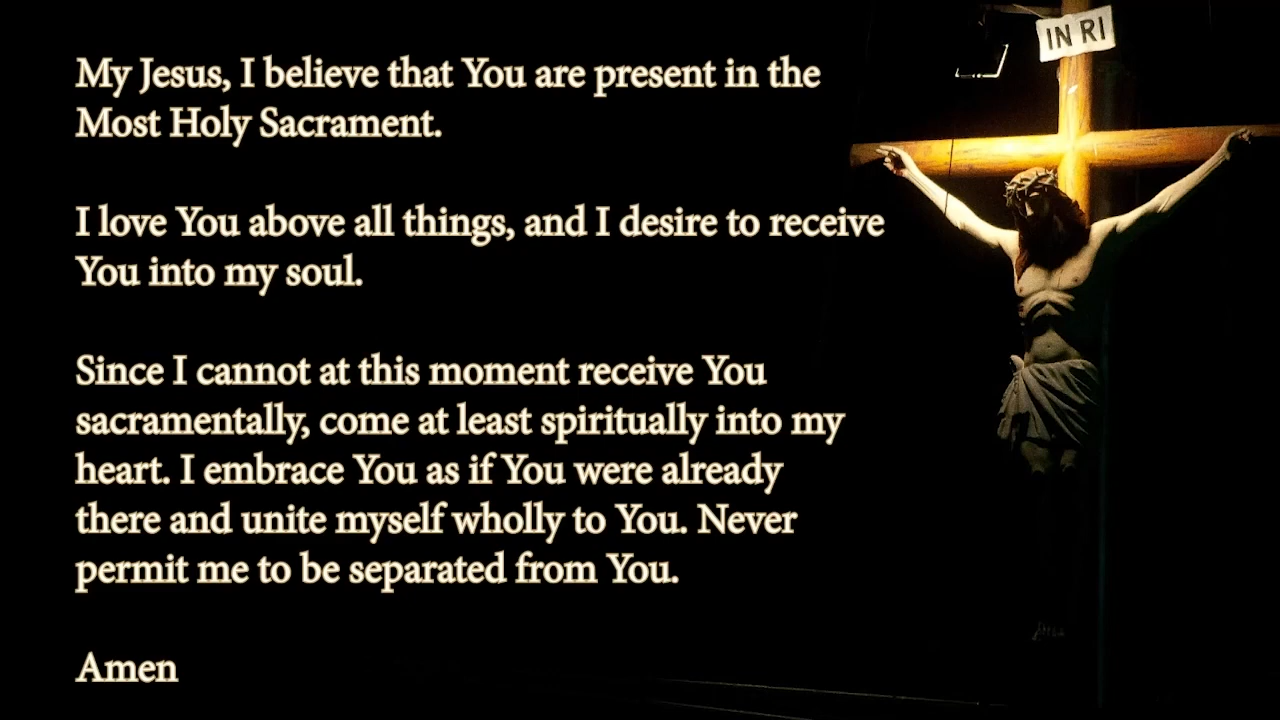 IN RI
My Jesus, I believe that You are present in the
Most Holy Sacrament.
I love You above all things, and I desire to receive
You into my soul.
Since I cannot at this moment receive You
sacramentally, come at least spiritually into my
heart. I embrace You as if You were already
there and unite myself wholly to You. Never
permit me to be separated from You.
Amen